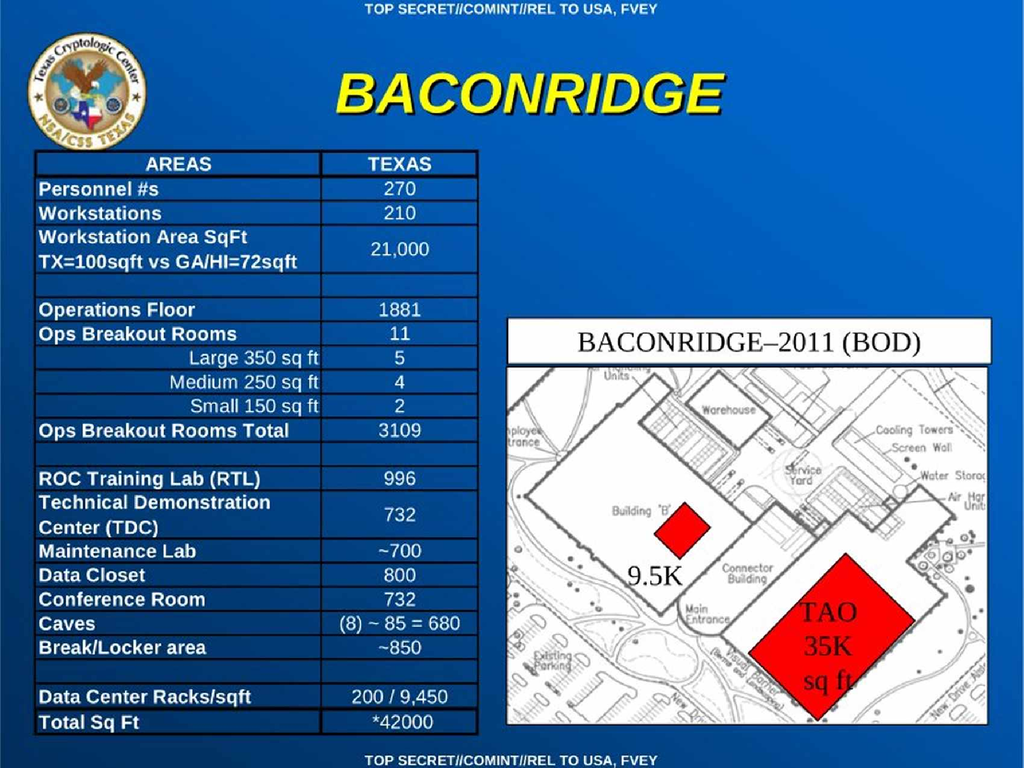 TOP SECRET//COMINT//REL TO USA, FVEY
Texas Cryptologic Center
NSA/CSS TEXAS
BACONRIDGE
AREAS TEXAS
Personnel #s 270
Workstations 210
Workstation Area SqFt
TX=100sqft vs GA/HI=72sqft 21,000
Operations Floor 1881
Ops Breakout Rooms 11
Large 350 sq ft 5
Medium 250 sq ft 4
Small 150 sq ft 2
Ops Breakout Rooms Total 3109
ROC Training Lab (RTL) 996
Technical Demonstration
Center (TDC) 732
Maintenance Lab ~700
Data Closet 800
Conference Room 732
Caves (8) ~ 85 = 680
Break/Locker area ~850
Data Center Racks/sqft 200 / 9,450
Total Sq Ft *42000
BACONRIDGE–2011 (BOD)
Units
Warehouse
Cooling Towers
Screen Wall
Service
Yard
Water
Air
Building "B"
9.5K
Connector
Building
Main
Entrance
TAO
35K
sq ft
Existing
Parking
Visual
New Drive
TOP SECRET//COMINT//REL TO USA, FVEY